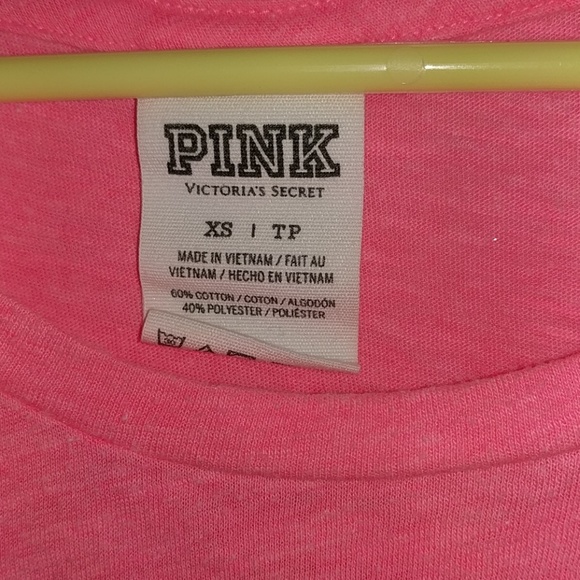 PINK
VICTORIA'S SECRET
XS | TP
MADE IN VIETNAM / FAIT AU
VIETNAM / HECHO EN VIETNAM
60% COTTON / COTON / ALGODÓN
40% POLYESTER / POLIÉSTER